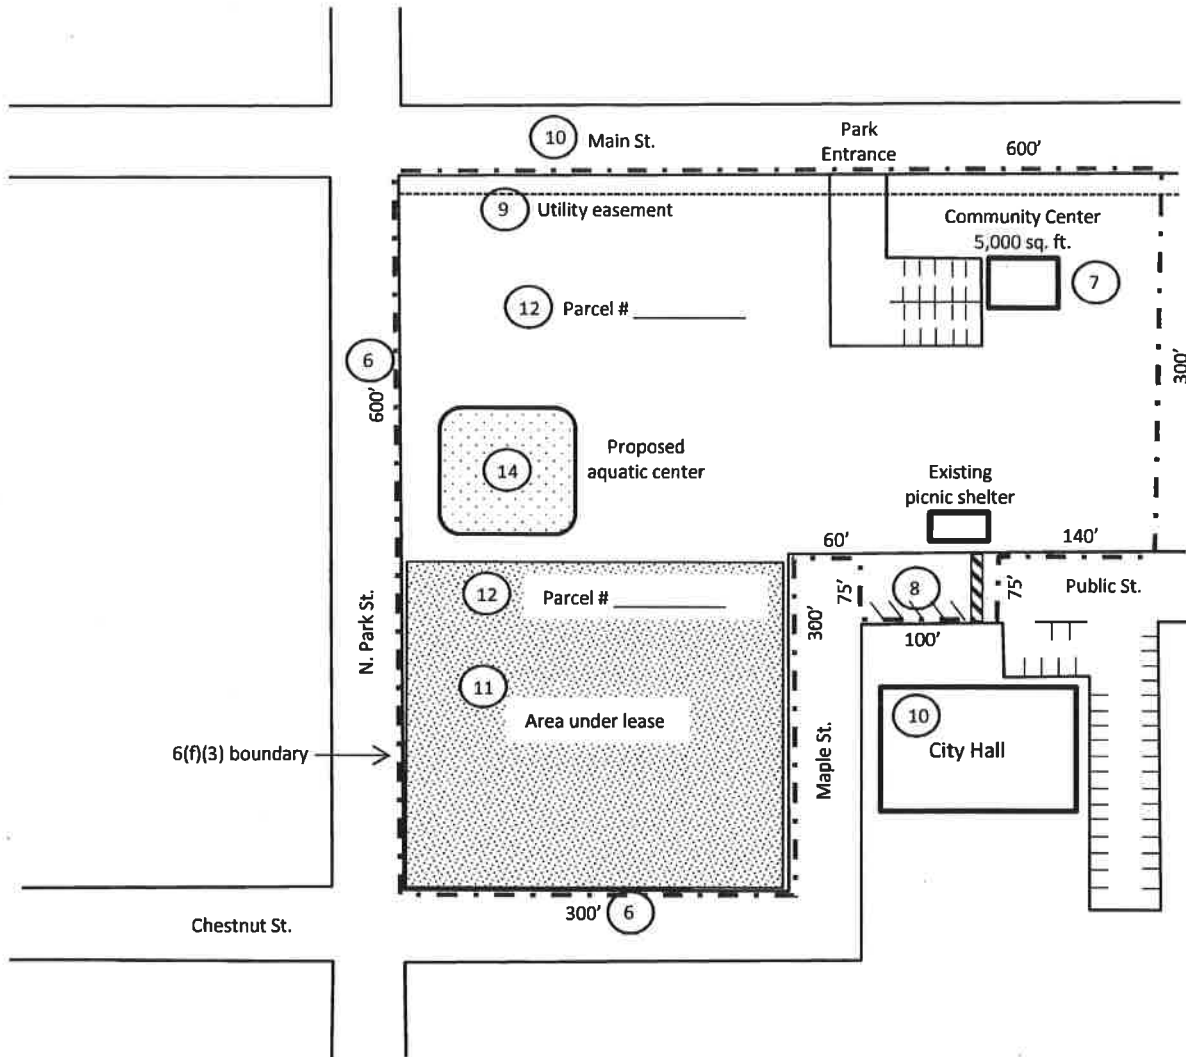 10 Main St.
Park
Entrance
600'
9 Utility easement
Community Center
5,000 sq. ft.
7
12 Parcel #
6
600'
300'
14
Proposed
aquatic center
Existing
picnic shelter
60'
140'
12 Parcel #
75'
8
75'
Public St.
300'
100'
N. Park St.
11
Area under lease
10
City Hall
6(f)(3) boundary
Maple St.
300' 6
Chestnut St.